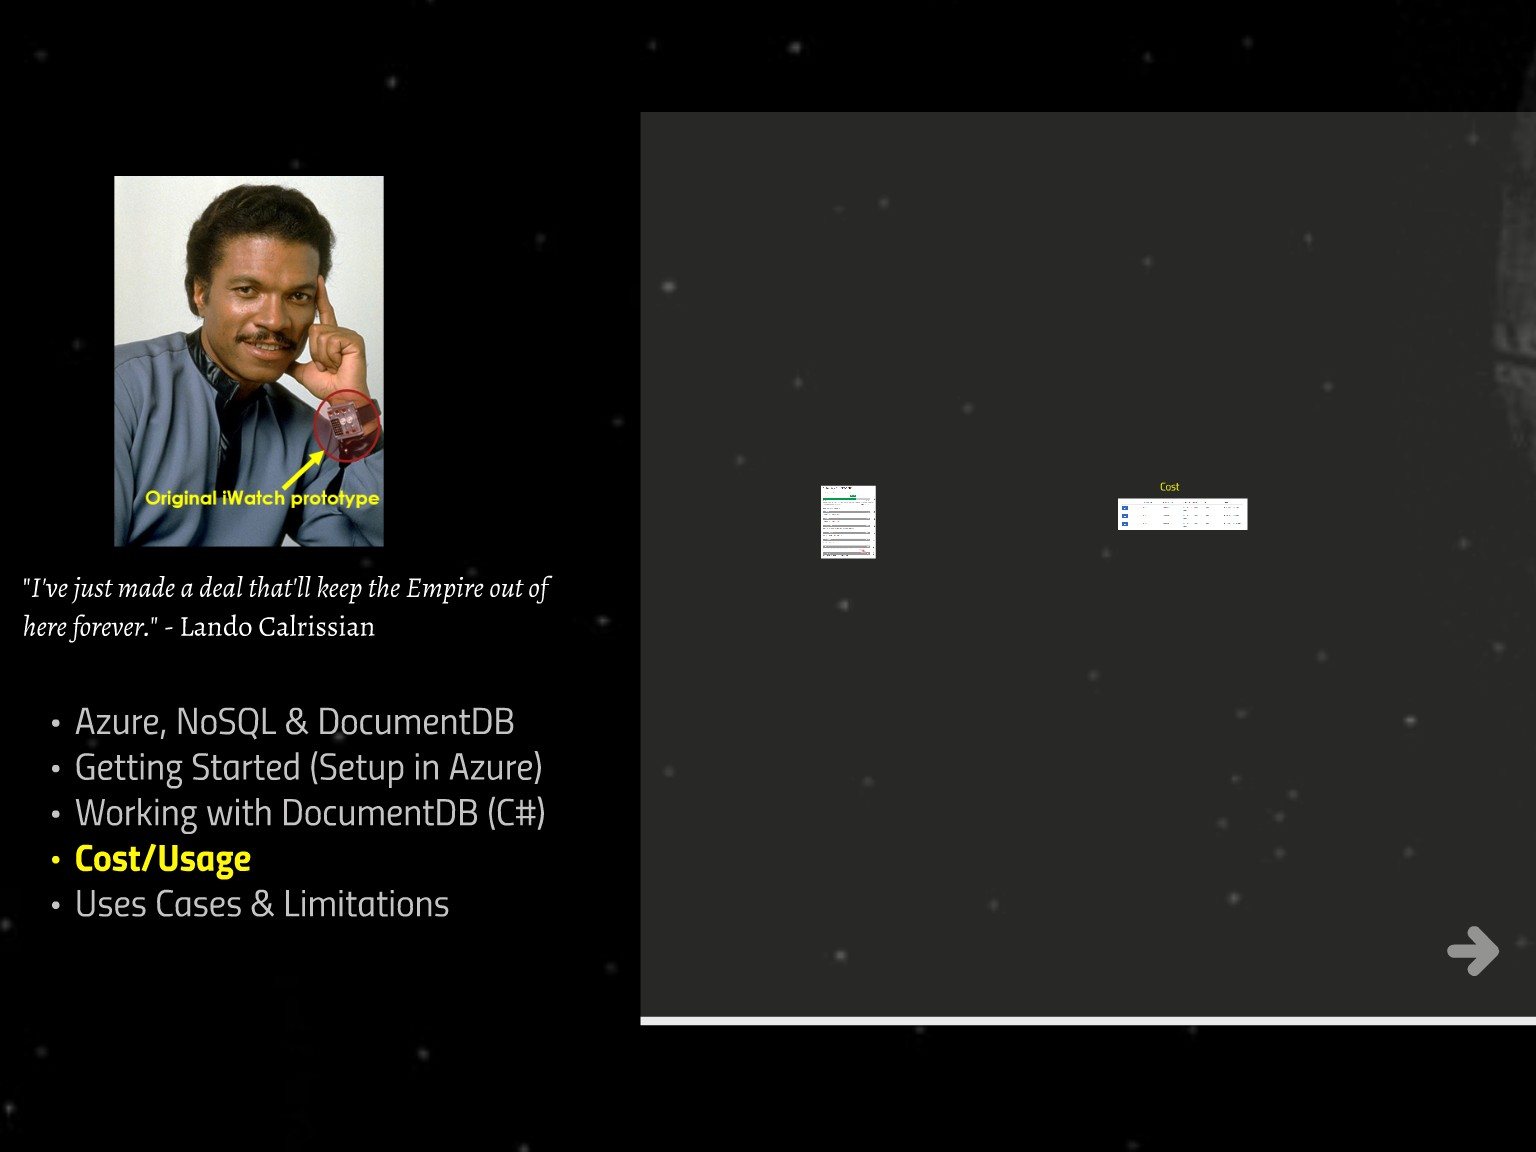 Original iWatch prototype
"I've just made a deal that'll keep the Empire out of
here forever." - Lando Calrissian
• Azure, NoSQL & DocumentDB
• Getting Started (Setup in Azure)
• Working with DocumentDB (C#)
• Cost/Usage
• Uses Cases & Limitations
Cost